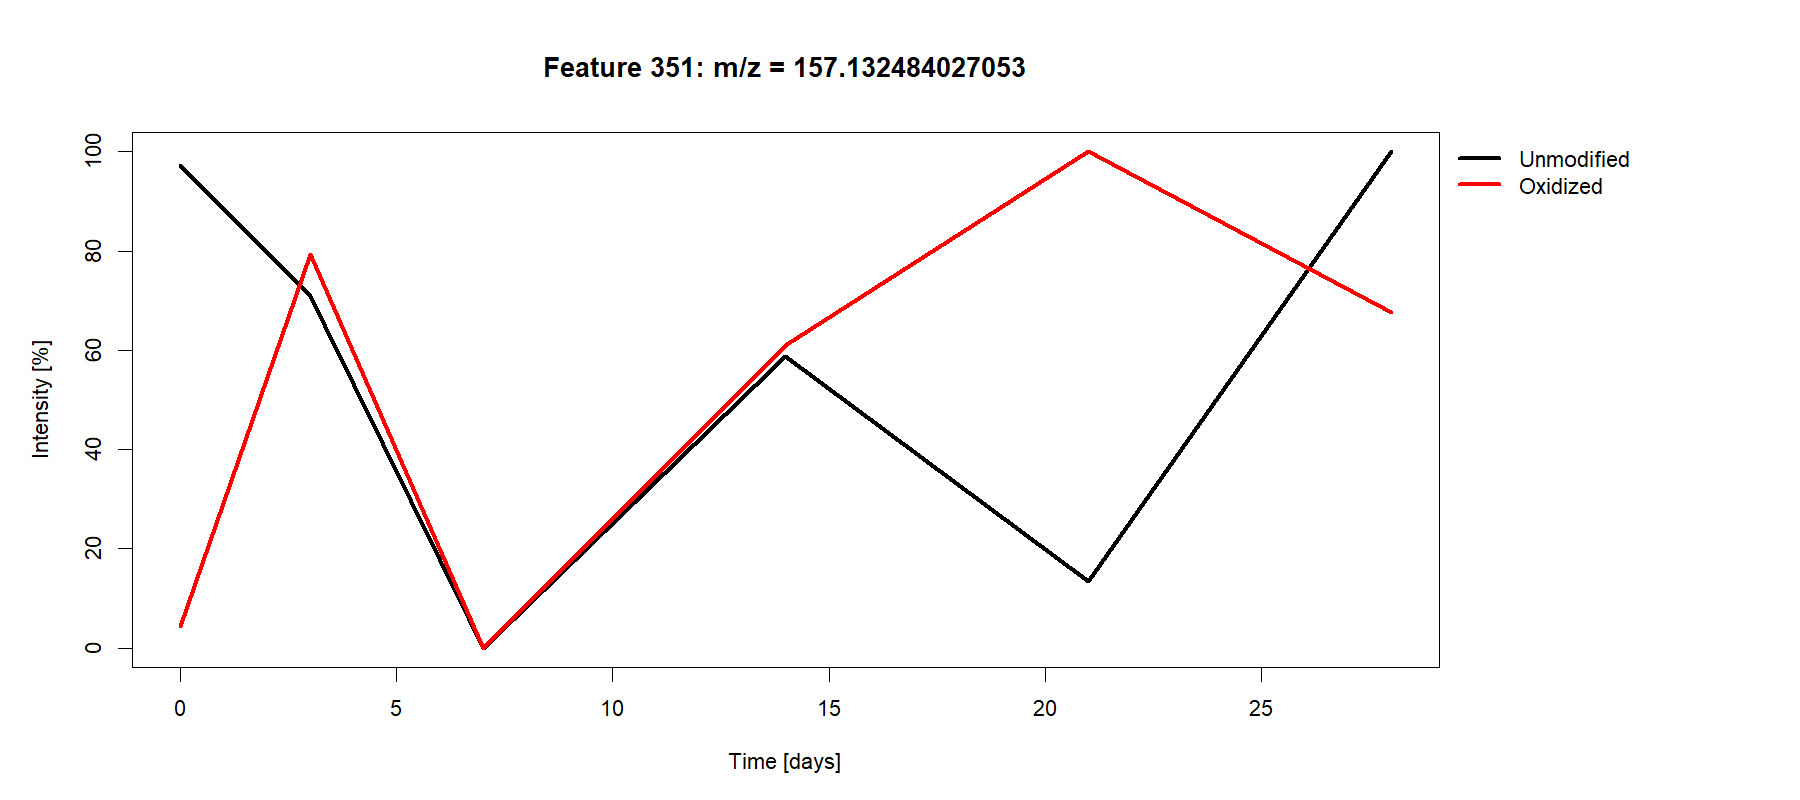 Feature 351: m/z = 157.132484027053
Unmodified
Oxidized
Intensity [%]
100
80
60
40
20
0
0 5 10 15 20 25
Time [days]